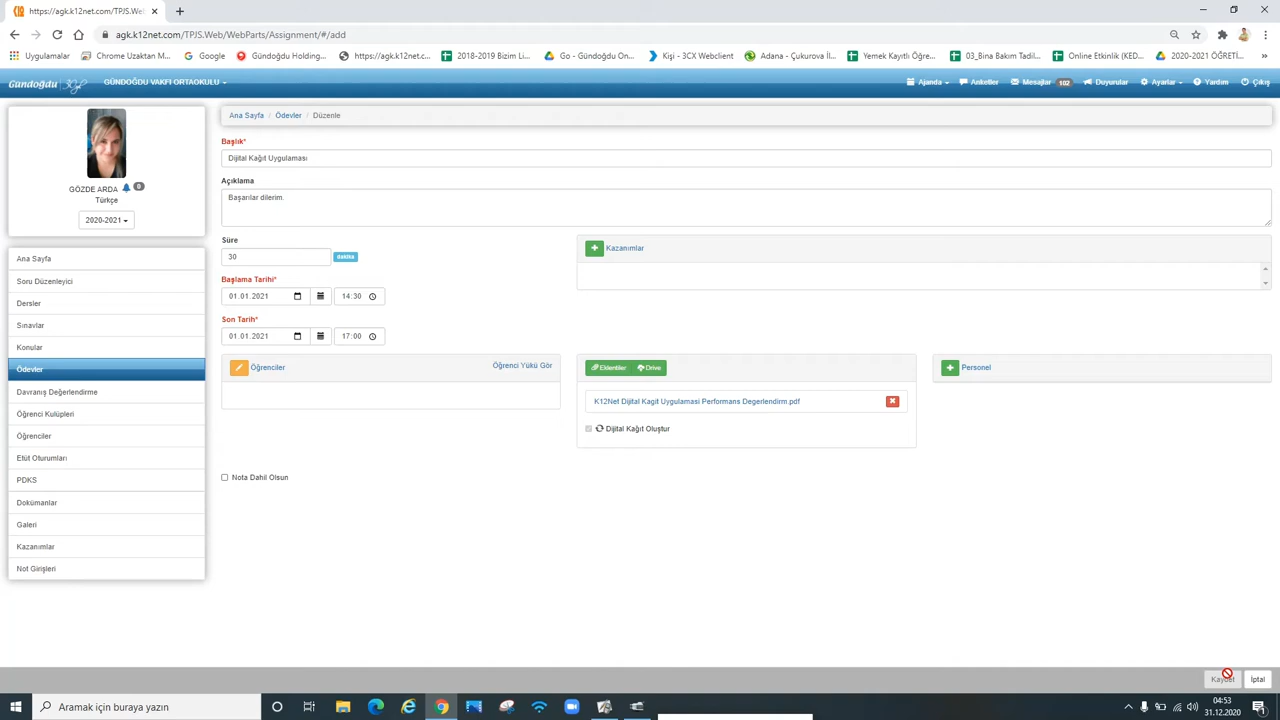 https://agk.k12net.com/TPJS.Web
agk.k12net.com/TPJS.Web/WebParts/Assignment/#/add
Uygulamalar
Chrome Uzaktan M...
Google
Gündoğdu Holding...
https://agk.k12net.c...
2018-2019 Bizim Li...
Go - Gündoğdu On...
Kişi - 3CX Webclient
Adana - Çukurova İl...
Yemek Kayıtlı Öğre...
03_Bina Bakım Tadil...
Online Etkinlik (KED...
2020-2021 ÖĞRETİ...
»
Gündoğdu 30
GÜNDOĞDU VAKFI ORTAOKULU
Ajanda
Anketler
Mesajlar 102
Duyurular
Ayarlar
Yardım
Çıkış
GÖZDE ARDA 0
Türkçe
2020-2021
Ana Sayfa
Soru Düzenleyici
Dersler
Sınavlar
Konular
Ödevler
Davranış Değerlendirme
Öğrenci Kulüpleri
Öğrenciler
Etüt Oturumları
PDKS
Dokümanlar
Galeri
Kazanımlar
Not Girişleri
Ana Sayfa / Ödevler / Düzenle
Başlık*
Dijital Kağıt Uygulaması
Açıklama
Başarılar dilerim.
Süre
30 dakika
Kazanımlar
Başlama Tarihi*
01.01.2021 14:30
Son Tarih*
01.01.2021 17:00
Öğrenciler
Öğrenci Yükü Gör
Eklentiler
Drive
K12Net Dijital Kagit Uygulamasi Performans Degerlendirm.pdf
Dijital Kağıt Oluştur
Personel
Nota Dahil Olsun
Kaydet
İptal
Aramak için buraya yazın
04:53
31.12.2020